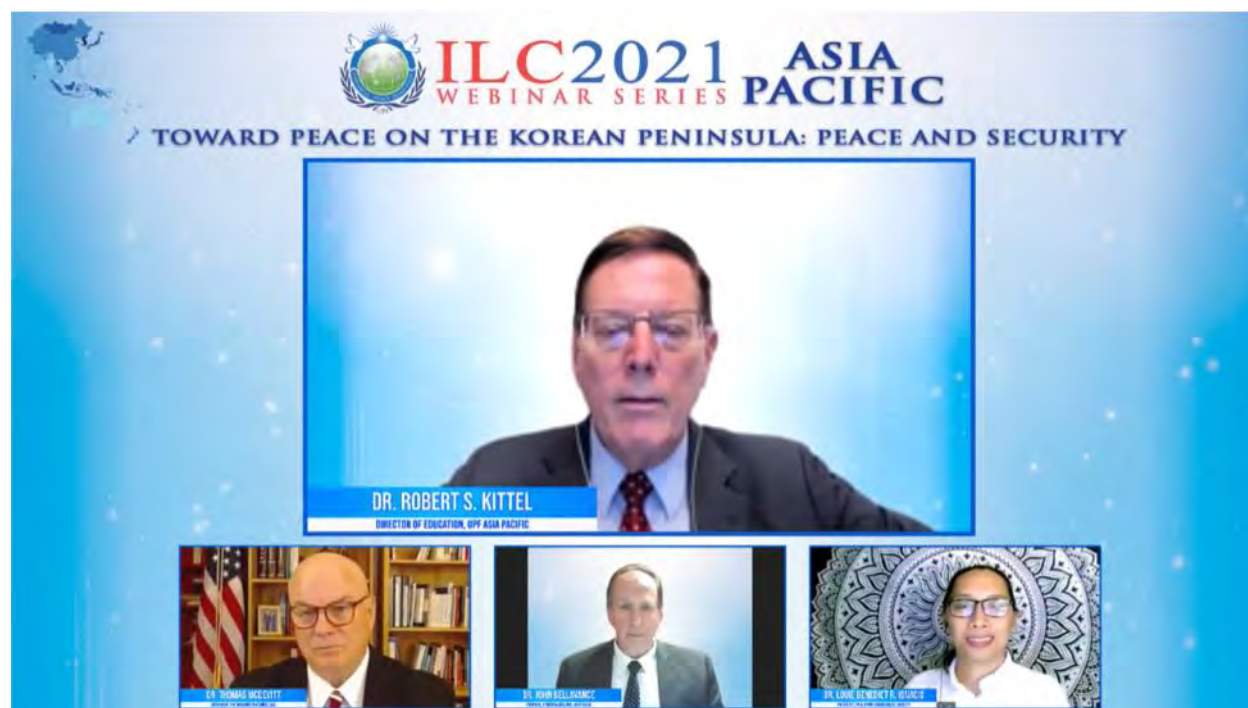 ILC2021
WEBINAR SERIES
ASIA
PACIFIC
TOWARD PEACE ON THE KOREAN PENINSULA: PEACE AND SECURITY
DR. ROBERT S. KITTEL
DIRECTOR OF EDUCATION, UPF ASIA PACIFIC
DR. THOMAS MCDEVITT
DR. JOHN BELLAVANCE
DR. LOUIE BENEDICT R. IGNACIO